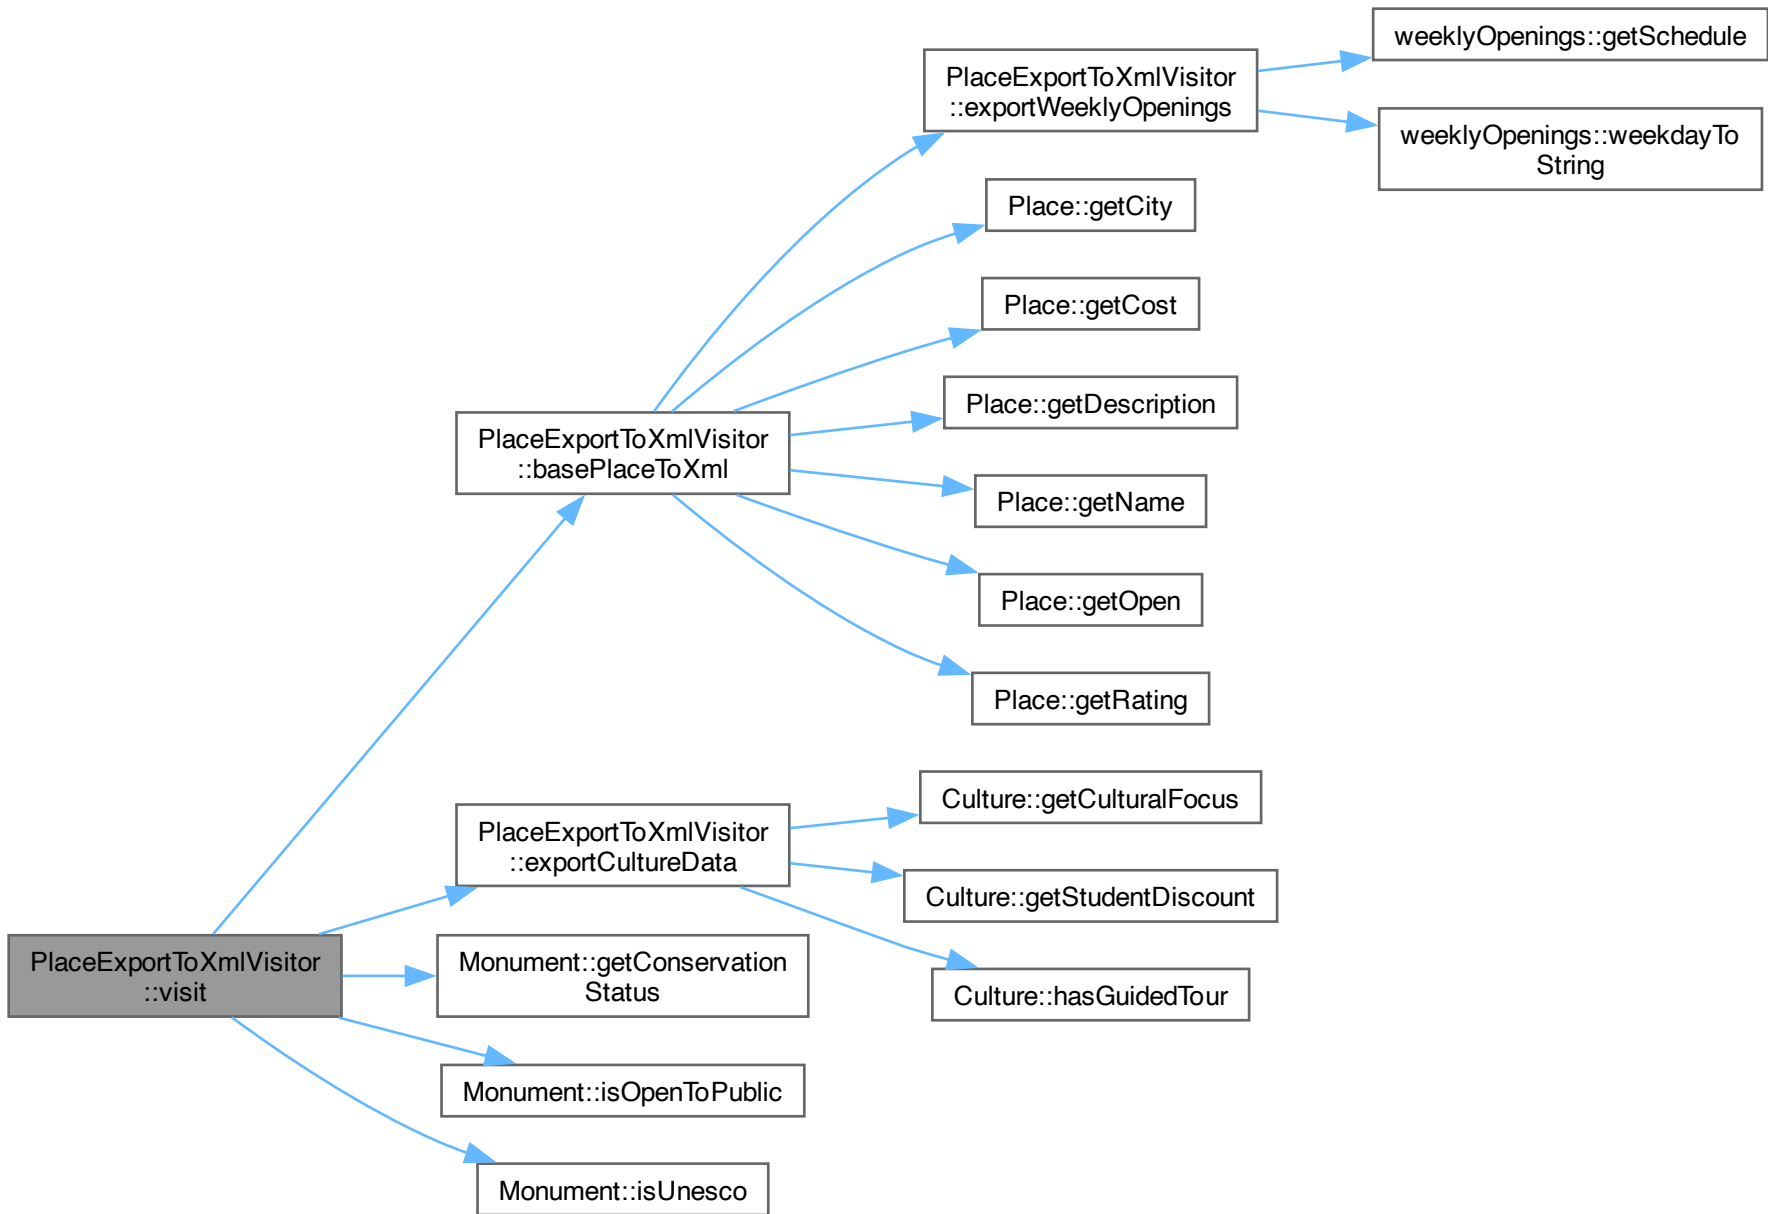 weeklyOpenings::getSchedule
PlaceExportToXmlVisitor
::exportWeeklyOpenings
weeklyOpenings::weekdayTo
String
Place::getCity
Place::getCost
Place::getDescription
PlaceExportToXmlVisitor
::basePlaceToXml
Place::getName
Place::getOpen
Place::getRating
Culture::getCulturalFocus
PlaceExportToXmlVisitor
::exportCultureData
Culture::getStudentDiscount
PlaceExportToXmlVisitor
::visit
Monument::getConservation
Status
Culture::hasGuidedTour
Monument::isOpenToPublic
Monument::isUnesco